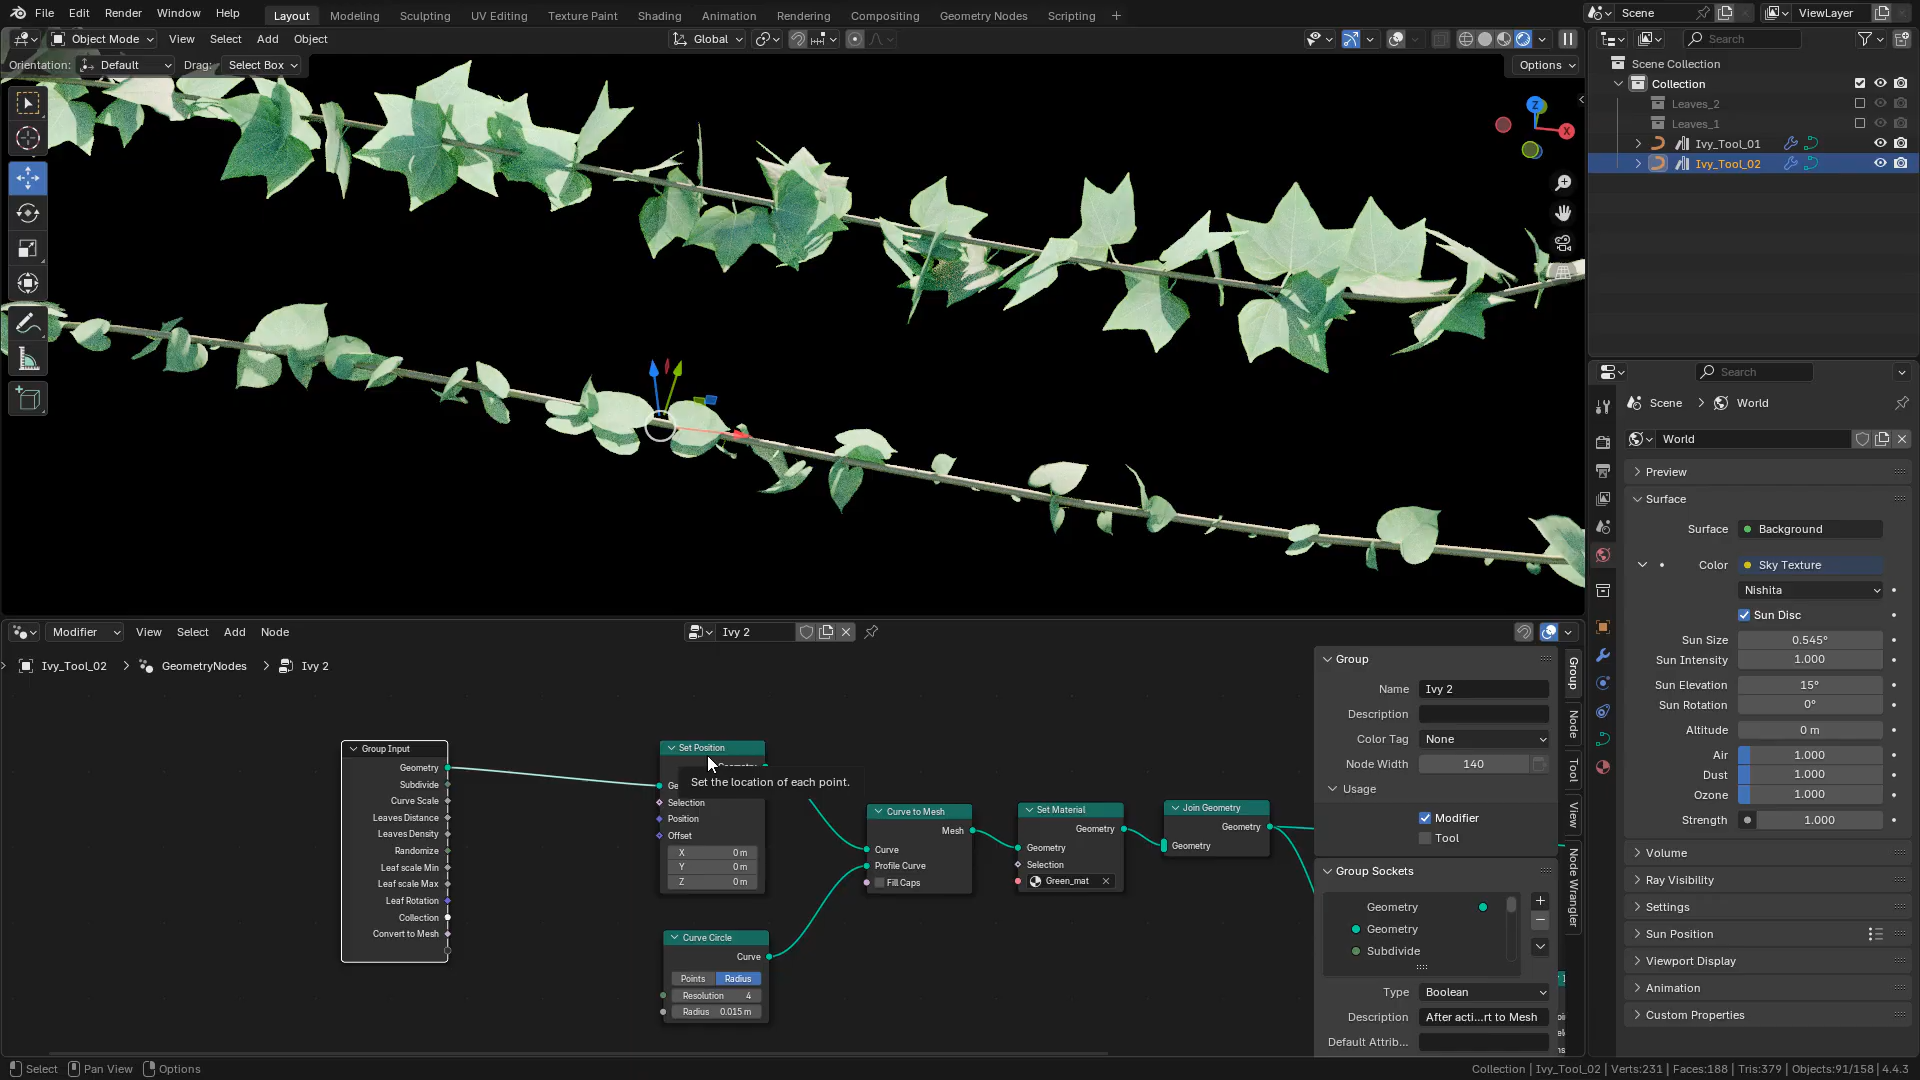 File Edit Render Window Help Layout Modeling Sculpting UV Editing Texture Paint Shading Animation Rendering Compositing Geometry Nodes Scripting + Scene ViewLayer
Object Mode View Select Add Object Global Search
Orientation: Default Drag: Select Box Options
Scene Collection
Collection
Leaves_2
Leaves_1
Ivy_Tool_01
Ivy_Tool_02
Z
X
Search
Scene > World
World
Preview
Surface
Surface Background
Color Sky Texture
Nishita
Sun Disc
Sun Size 0.545°
Sun Intensity 1.000
Sun Elevation 15°
Sun Rotation 0°
Altitude 0 m
Air 1.000
Dust 1.000
Ozone 1.000
Strength 1.000
Volume
Ray Visibility
Settings
Sun Position
Viewport Display
Animation
Custom Properties
Modifier View Select Add Node Ivy 2
Ivy_Tool_02 > GeometryNodes > Ivy 2
Group Input
Geometry
Subdivide
Curve Scale
Leaves Distance
Leaves Density
Randomize
Leaf scale Min
Leaf scale Max
Leaf Rotation
Collection
Convert to Mesh
Set Position
Set the location of each point.
Selection
Position
Offset
X 0 m
Y 0 m
Z 0 m
Curve Circle
Curve
Points Radius
Resolution 4
Radius 0.015 m
Curve to Mesh
Mesh
Curve
Profile Curve
Fill Caps
Set Material
Geometry
Geometry
Selection
Green_mat
Join Geometry
Geometry
Geometry
Group
Name Ivy 2
Description
Color Tag None
Node Width 140
Usage
Modifier
Tool
Group Sockets
Geometry
Geometry
Subdivide
Type Boolean
Description After acti...rt to Mesh
Default Attrib...
Group
Node
Tool
View
Node Wrangler
Select Pan View Options
Collection | Ivy_Tool_02 | Verts:231 | Faces:188 | Tris:379 | Objects:91/158 | 4.4.3